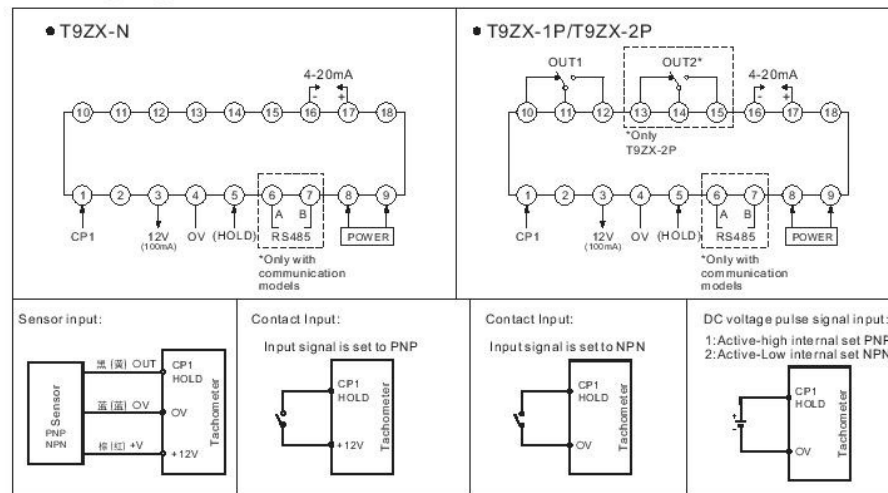 ● T9ZX-N
4-20mA
- +
10 11 12 13 14 15 16 17 18
1 2 3 4 5 6 7 8 9
A B
CP1 12V 0V (HOLD) RS485 POWER
(100mA)
*Only with
communication
models
● T9ZX-1P/T9ZX-2P
OUT1 OUT2* 4-20mA
- +
10 11 12 13 14 15 16 17 18
*Only
T9ZX-2P
1 2 3 4 5 6 7 8 9
A B
CP1 12V 0V (HOLD) RS485 POWER
(100mA)
*Only with
communication
models
Sensor input:
黑 (黄) OUT
蓝 (蓝) 0V
棕 (红) +V
Sensor
PNP
NPN
CP1
HOLD
0V
+12V
Tachometer
Contact Input:
Input signal is set to PNP
CP1
HOLD
+12V
Tachometer
Contact Input:
Input signal is set to NPN
CP1
HOLD
0V
Tachometer
DC voltage pulse signal input:
1:Active-high internal set PNP
2:Active-Low internal set NPN
+
-
CP1
HOLD
0V
Tachometer